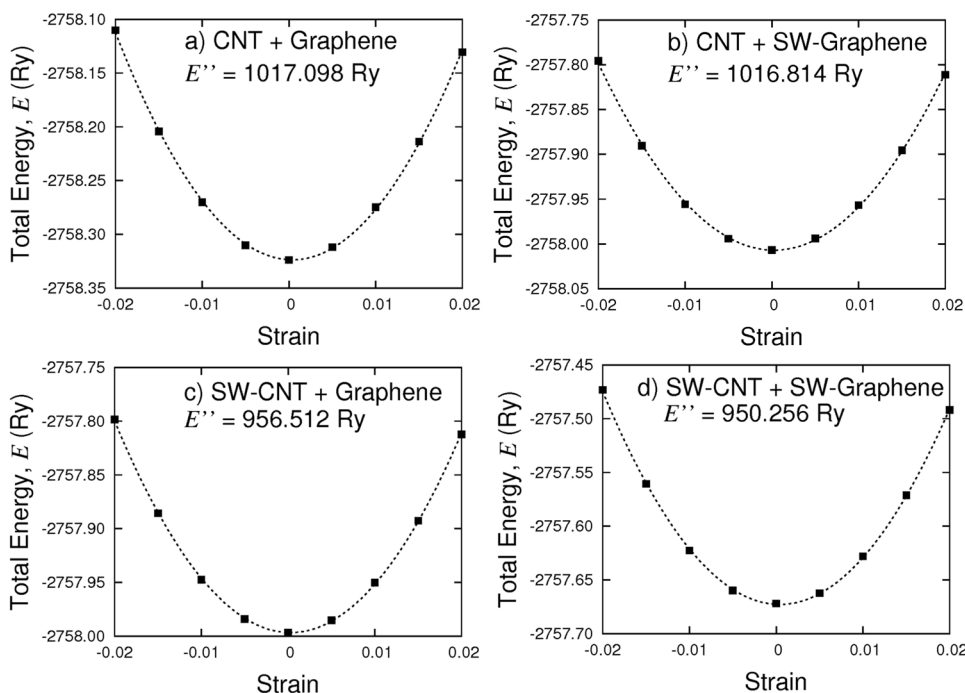 a) CNT + Graphene
E’’ = 1017.098 Ry
Total Energy, E (Ry)
-2758.10
-2758.15
-2758.20
-2758.25
-2758.30
-2758.35
-0.02 -0.01 0 0.01 0.02
Strain
b) CNT + SW-Graphene
E’’ = 1016.814 Ry
Total Energy, E (Ry)
-2757.75
-2757.80
-2757.85
-2757.90
-2757.95
-2758.00
-2758.05
-0.02 -0.01 0 0.01 0.02
Strain
c) SW-CNT + Graphene
E’’ = 956.512 Ry
Total Energy, E (Ry)
-2757.75
-2757.80
-2757.85
-2757.90
-2757.95
-2758.00
-0.02 -0.01 0 0.01 0.02
Strain
d) SW-CNT + SW-Graphene
E’’ = 950.256 Ry
Total Energy, E (Ry)
-2757.45
-2757.50
-2757.55
-2757.60
-2757.65
-2757.70
-0.02 -0.01 0 0.01 0.02
Strain